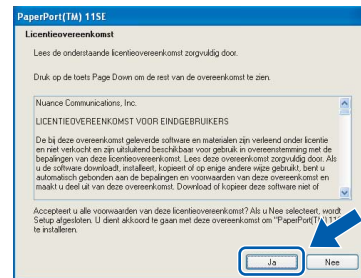 PaperPort(TM) 11SE
Licentieovereenkomst
Lees de onderstaande licentieovereenkomst zorgvuldig door.
Druk op de toets Page Down om de rest van de overeenkomst te zien.
Nuance Communications, Inc.
LICENTIEOVEREENKOMST VOOR EINDGEBRUIKERS
De bij deze overeenkomst geleverde software en materialen zijn verleend onder licentie
en niet verkocht en zijn uitsluitend beschikbaar voor gebruik in overeenstemming met de
bepalingen van deze licentieovereenkomst. Lees deze overeenkomst zorgvuldig door. Als
u de software downloadt, installeert, kopieert of op enige andere wijze gebruikt, bent u
automatisch gebonden aan de bepalingen en voorwaarden van deze overeenkomst en
maakt u deel uit van deze overeenkomst. Download of kopieer deze software niet of
Accepteert u alle voorwaarden van deze licentieovereenkomst? Als u Nee selecteert, wordt
Setup afgesloten. U dient akkoord te gaan met deze overeenkomst om "PaperPort(TM)
te installeren.
Ja
Nee